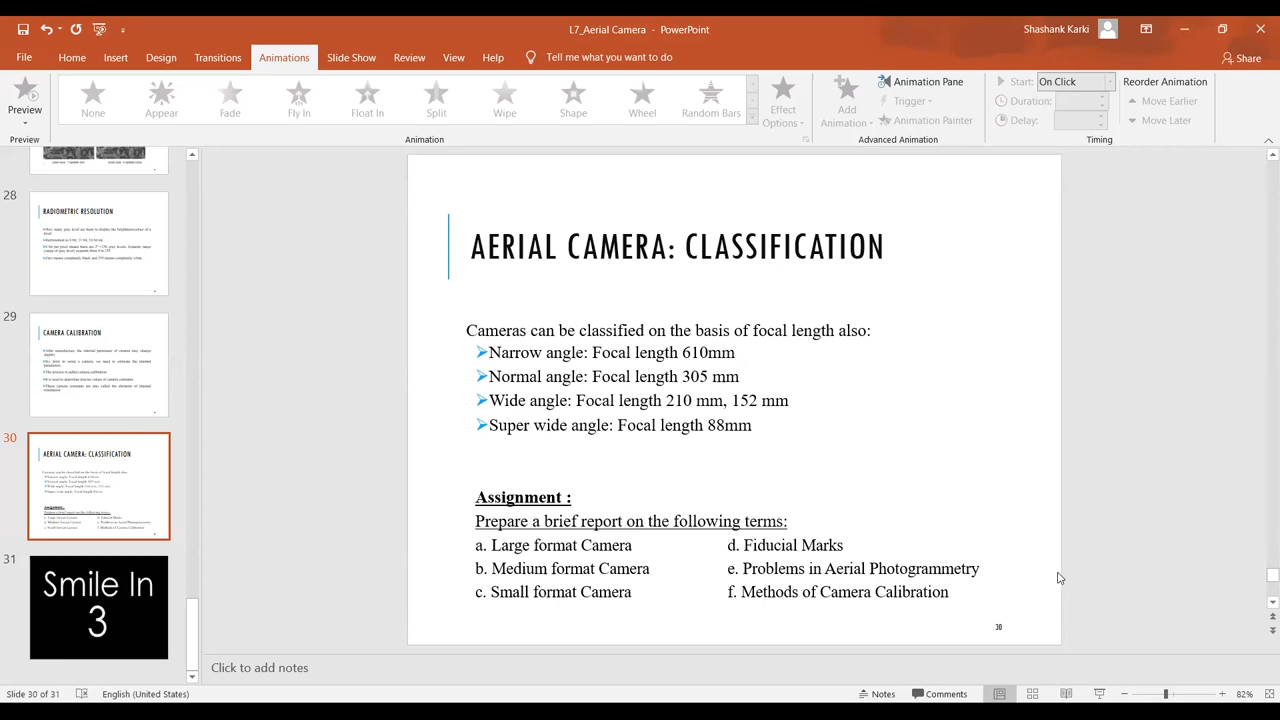 L7_Aerial Camera - PowerPoint
Shashank Karki
File Home Insert Design Transitions Animations Slide Show Review View Help Tell me what you want to do
Share
Preview
None Appear Fade Fly In Float In Split Wipe Shape Wheel Random Bars
Effect
Options
Add
Animation
Animation Pane
Trigger
Animation Painter
Start: On Click
Duration:
Delay:
Reorder Animation
Move Earlier
Move Later
Preview Animation Advanced Animation Timing
28
RADIOMETRIC RESOLUTION
29
CAMERA CALIBRATION
30
AERIAL CAMERA: CLASSIFICATION
31
Smile In
3
AERIAL CAMERA: CLASSIFICATION
Cameras can be classified on the basis of focal length also:
Narrow angle: Focal length 610mm
Normal angle: Focal length 305 mm
Wide angle: Focal length 210 mm, 152 mm
Super wide angle: Focal length 88mm
Assignment :
Prepare a brief report on the following terms:
a. Large format Camera d. Fiducial Marks
b. Medium format Camera e. Problems in Aerial Photogrammetry
c. Small format Camera f. Methods of Camera Calibration
30
Click to add notes
Slide 30 of 31 English (United States) Notes Comments 82%